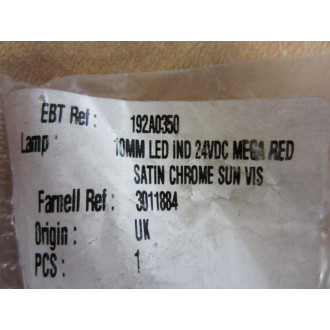 EBT Ref : 192A0350
Lamp 10MM LED IND 24VDC MEGA RED
SATIN CHROME SUN VIS
Farnell Ref : 3011884
Origin : UK
PCS : 1